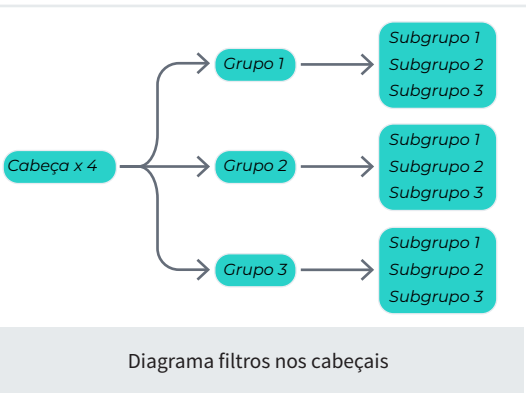 Cabeça x 4
Grupo 1
Subgrupo 1
Subgrupo 2
Subgrupo 3
Grupo 2
Subgrupo 1
Subgrupo 2
Subgrupo 3
Grupo 3
Subgrupo 1
Subgrupo 2
Subgrupo 3
Diagrama filtros nos cabeçais